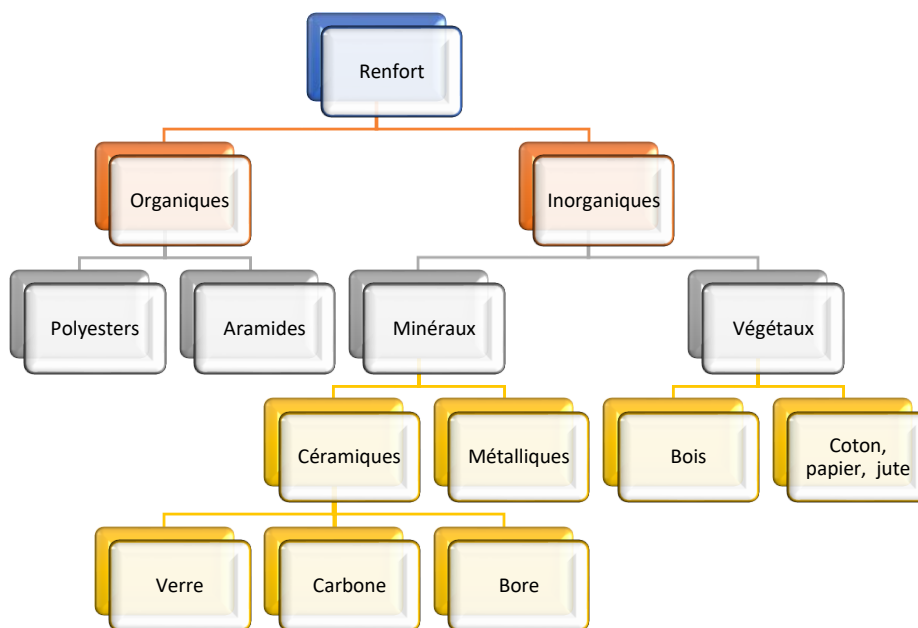 Renfort
Organiques
Inorganiques
Polyesters
Aramides
Minéraux
Végétaux
Céramiques
Métalliques
Bois
Coton,
papier, jute
Verre
Carbone
Bore